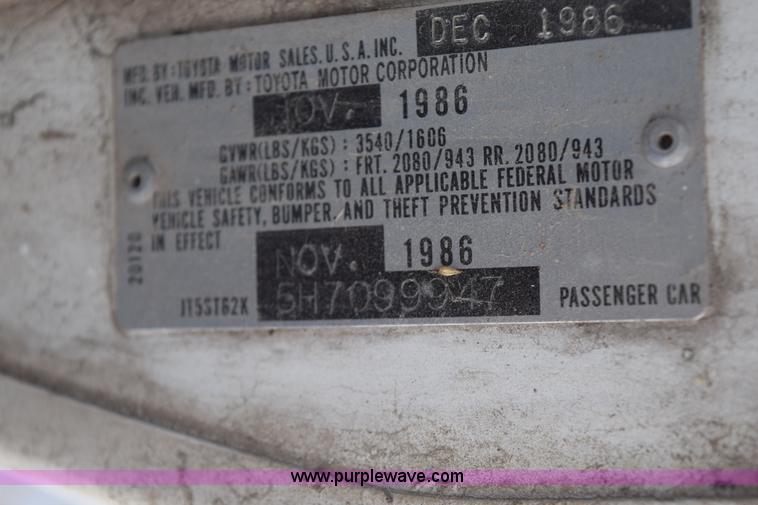 MFD. BY: TOYOTA MOTOR SALES. U.S.A. INC. DEC 1986
INC. VEH. MFD. BY: TOYOTA MOTOR CORPORATION
NOV. 1986
GVWR(LBS/KGS) : 3540/1606
GAWR(LBS/KGS) : FRT. 2080/943 RR. 2080/943
THIS VEHICLE CONFORMS TO ALL APPLICABLE FEDERAL MOTOR
VEHICLE SAFETY, BUMPER, AND THEFT PREVENTION STANDARDS
IN EFFECT NOV. 1986
20120
JT5ST62K 5H7099947 PASSENGER CAR
www.purplewave.com